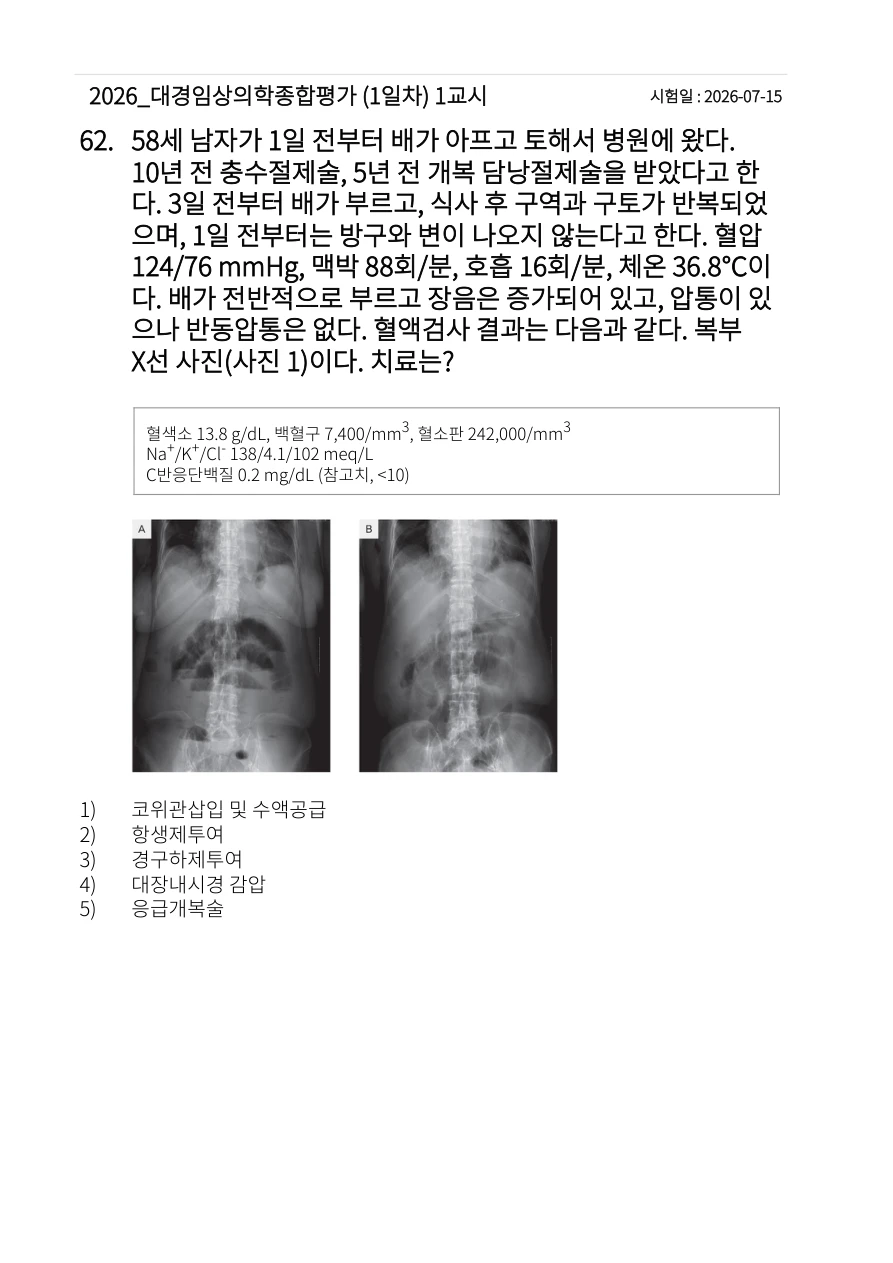 2026_대경임상의학종합평가 (1일차) 1교시
시험일 : 2026-07-15
62. 58세 남자가 1일 전부터 배가 아프고 토해서 병원에 왔다.
10년 전 충수절제술, 5년 전 개복 담낭절제술을 받았다고 한
다. 3일 전부터 배가 부르고, 식사 후 구역과 구토가 반복되었
으며, 1일 전부터는 방구와 변이 나오지 않는다고 한다. 혈압
124/76 mmHg, 맥박 88회/분, 호흡 16회/분, 체온 36.8℃이
다. 배가 전반적으로 부르고 장음은 증가되어 있고, 압통이 있
으나 반동압통은 없다. 혈액검사 결과는 다음과 같다. 복부
X선 사진(사진 1)이다. 치료는?
혈색소 13.8 g/dL, 백혈구 7,400/mm³, 혈소판 242,000/mm³
Na⁺/K⁺/Cl⁻ 138/4.1/102 meq/L
C반응단백질 0.2 mg/dL (참고치, <10)
A
B
1) 코위관삽입 및 수액공급
2) 항생제투여
3) 경구하제투여
4) 대장내시경 감압
5) 응급개복술